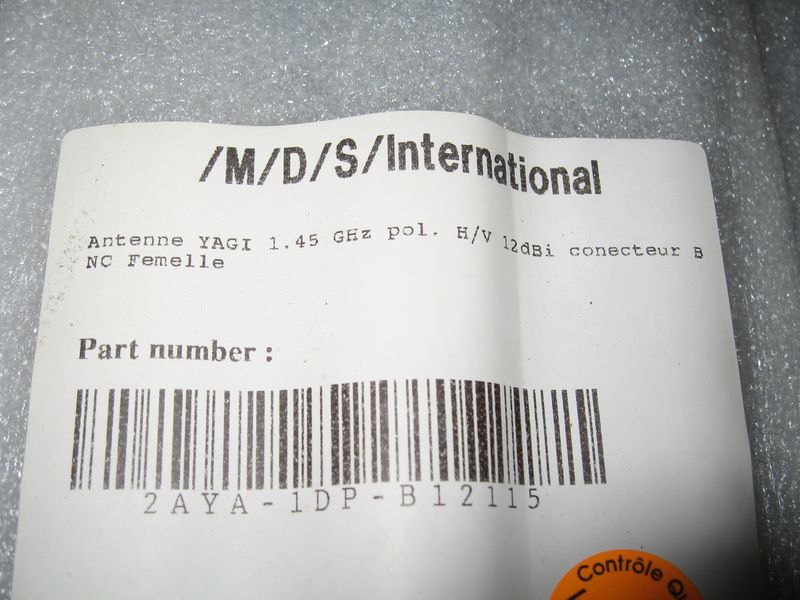 /M/D/S/International
Antenne YAGI 1.45 GHz pol. H/V 12dBi conecteur B
NC Femelle
Part number :
2AYA-1DP-B12115
Contrôle